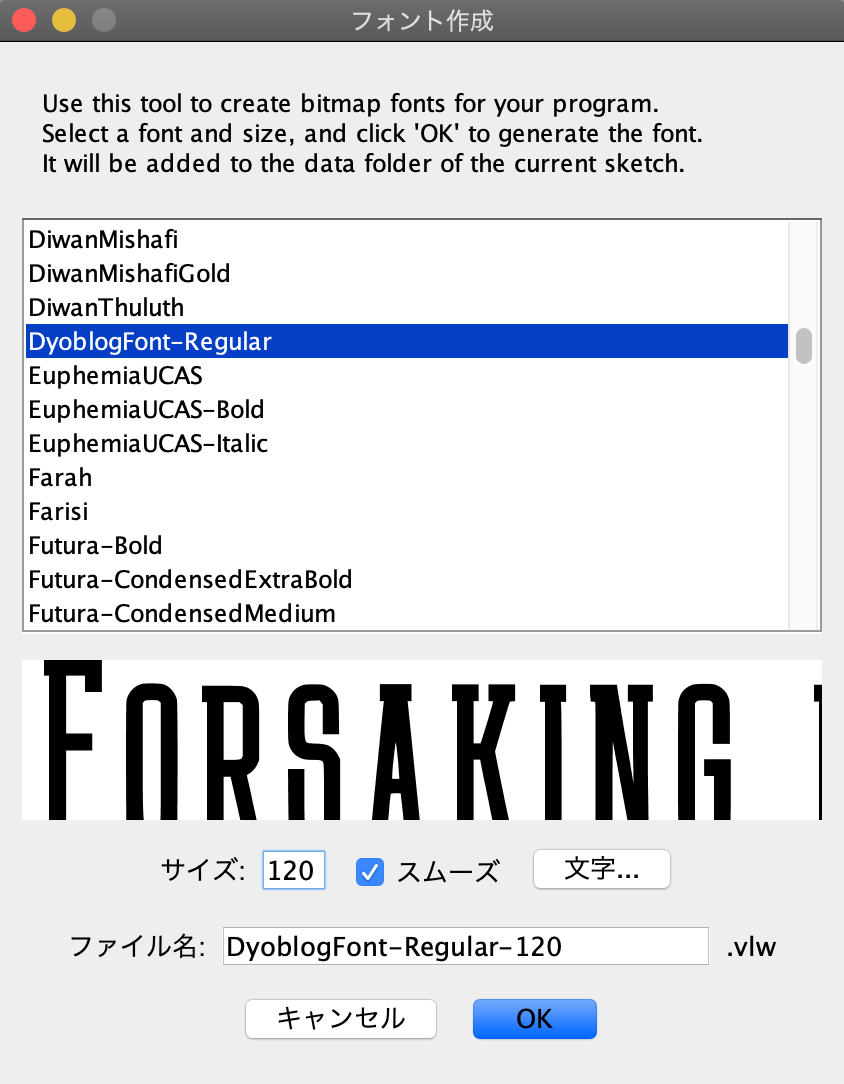 フォント作成
Use this tool to create bitmap fonts for your program.
Select a font and size, and click 'OK' to generate the font.
It will be added to the data folder of the current sketch.
DiwanMishafi
DiwanMishafiGold
DiwanThuluth
DyoblogFont-Regular
EuphemiaUCAS
EuphemiaUCAS-Bold
EuphemiaUCAS-Italic
Farah
Farisi
Futura-Bold
Futura-CondensedExtraBold
Futura-CondensedMedium
FORSAKING
サイズ: 120 スムーズ 文字...
ファイル名: DyoblogFont-Regular-120 .vlw
キャンセル OK